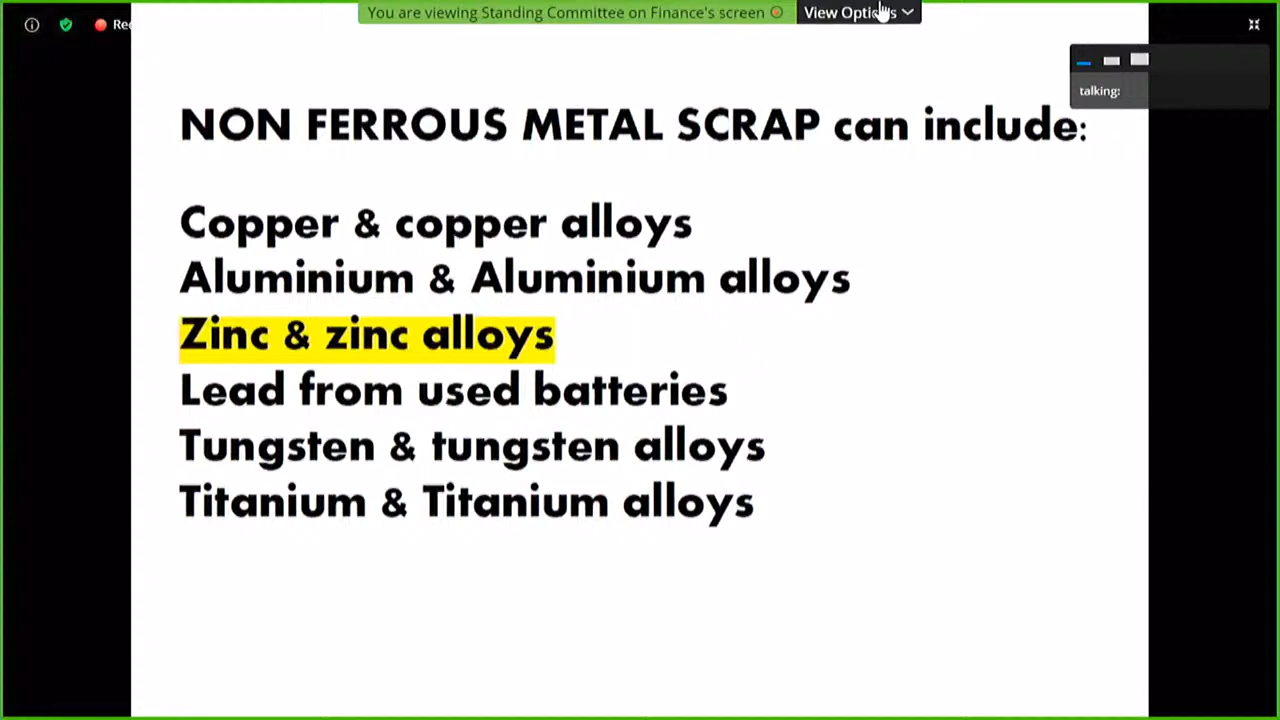 You are viewing Standing Committee on Finance's screen
View Options
Rec
talking:
NON FERROUS METAL SCRAP can include:
Copper & copper alloys
Aluminium & Aluminium alloys
Zinc & zinc alloys
Lead from used batteries
Tungsten & tungsten alloys
Titanium & Titanium alloys